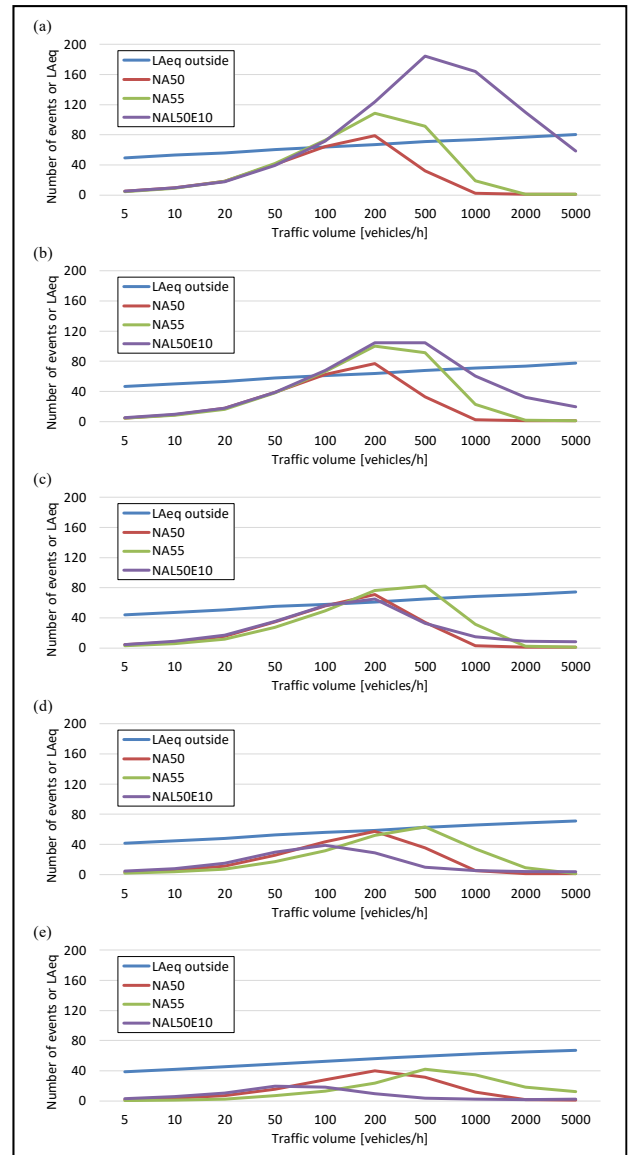 (a)
200
160
120
80
40
0
Number of events or LAeq
LAeq outside
NA50
NA55
NAL50E10
5 10 20 50 100 200 500 1000 2000 5000
Traffic volume [vehicles/h]
(b)
200
160
120
80
40
0
Number of events or LAeq
LAeq outside
NA50
NA55
NAL50E10
5 10 20 50 100 200 500 1000 2000 5000
Traffic volume [vehicles/h]
(c)
200
160
120
80
40
0
Number of events or LAeq
LAeq outside
NA50
NA55
NAL50E10
5 10 20 50 100 200 500 1000 2000 5000
Traffic volume [vehicles/h]
(d)
200
160
120
80
40
0
Number of events or LAeq
LAeq outside
NA50
NA55
NAL50E10
5 10 20 50 100 200 500 1000 2000 5000
Traffic volume [vehicles/h]
(e)
200
160
120
80
40
0
Number of events or LAeq
LAeq outside
NA50
NA55
NAL50E10
5 10 20 50 100 200 500 1000 2000 5000
Traffic volume [vehicles/h]